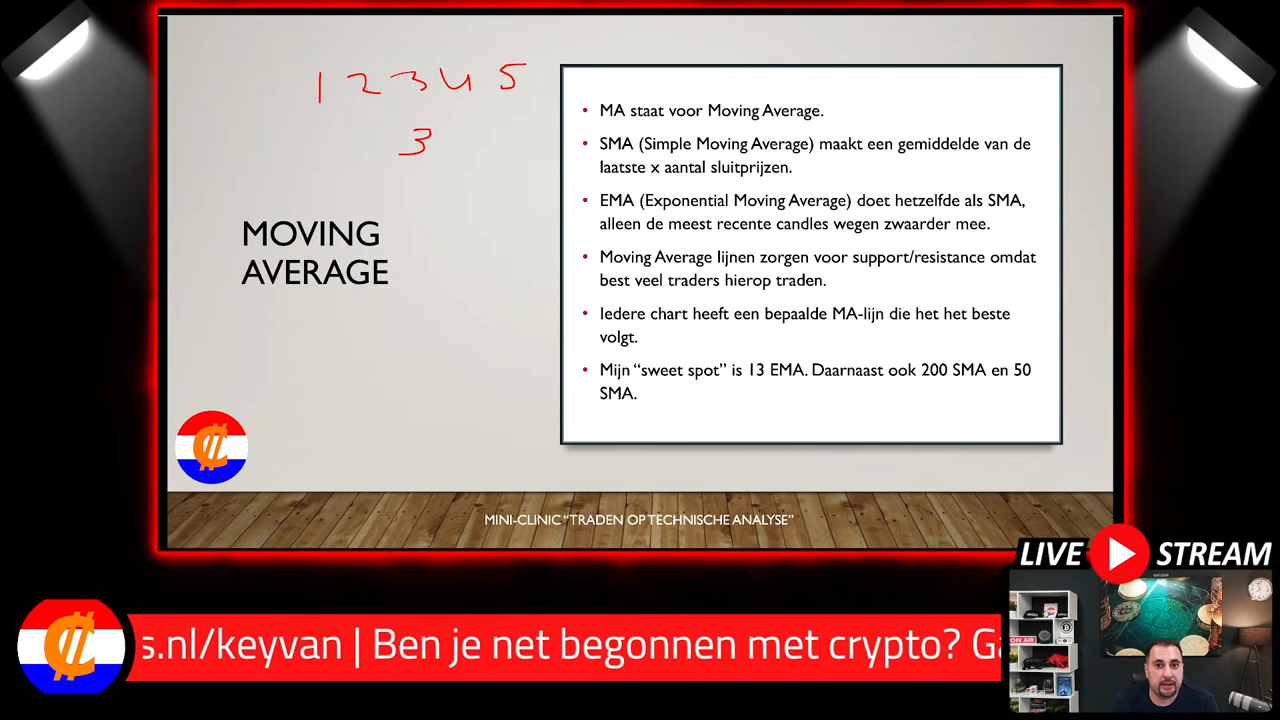 1 2 3 4 5
3
MOVING
AVERAGE
• MA staat voor Moving Average.
• SMA (Simple Moving Average) maakt een gemiddelde van de
laatste x aantal sluitprijzen.
• EMA (Exponential Moving Average) doet hetzelfde als SMA,
alleen de meest recente candles wegen zwaarder mee.
• Moving Average lijnen zorgen voor support/resistance omdat
best veel traders hierop traden.
• Iedere chart heeft een bepaalde MA-lijn die het het beste
volgt.
• Mijn “sweet spot” is 13 EMA. Daarnaast ook 200 SMA en 50
SMA.
MINI-CLINIC “TRADEN OP TECHNISCHE ANALYSE”
LIVE STREAM
ON AIR
s.nl/keyvan | Ben je net begonnen met crypto? Ga